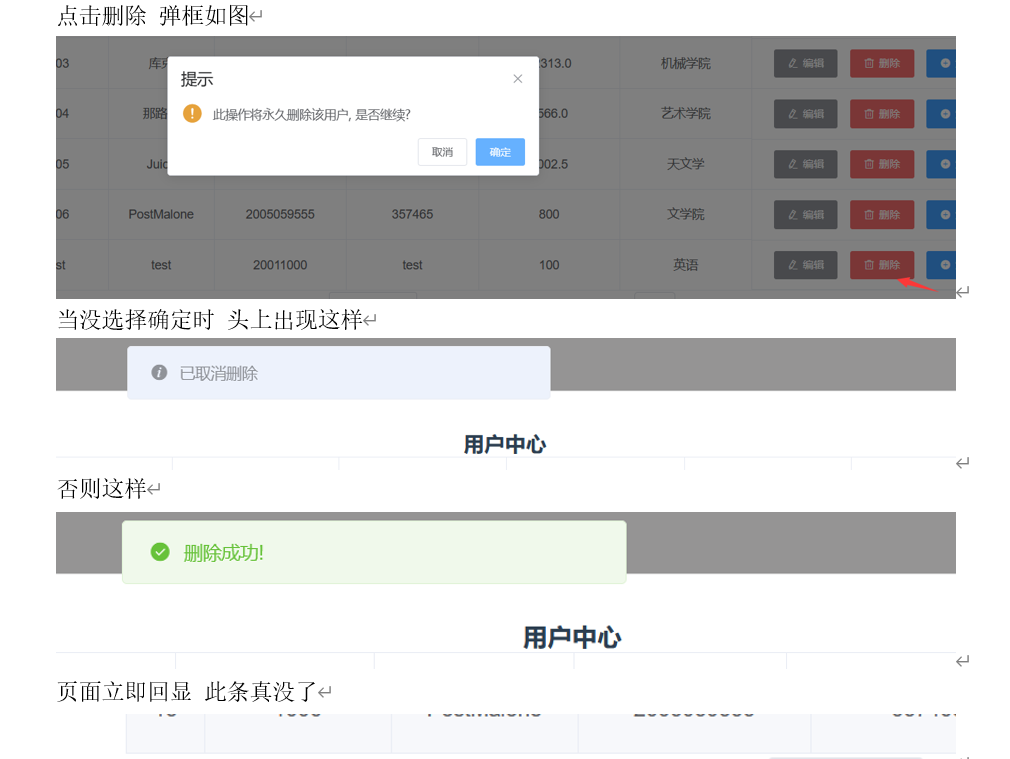 点击删除 弹框如图
03 库 313.0 机械学院 编辑 删除
提示
04 那路 566.0 艺术学院 编辑 删除
此操作将永久删除该用户, 是否继续?
取消 确定
05 Juic 002.5 天文学 编辑 删除
06 PostMalone 2005059555 357465 800 文学院 编辑 删除
st test 20011000 test 100 英语 编辑 删除
当没选择确定时 头上出现这样
已取消删除
用户中心
否则这样
删除成功!
用户中心
页面立即回显 此条真没了